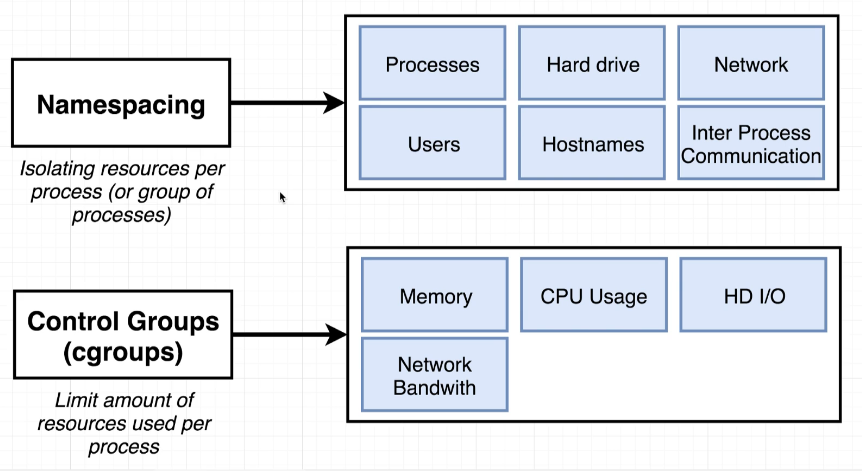 Namespacing
Isolating resources per
process (or group of
processes)
Processes
Hard drive
Network
Users
Hostnames
Inter Process
Communication
Control Groups
(cgroups)
Limit amount of
resources used per
process
Memory
CPU Usage
HD I/O
Network
Bandwith